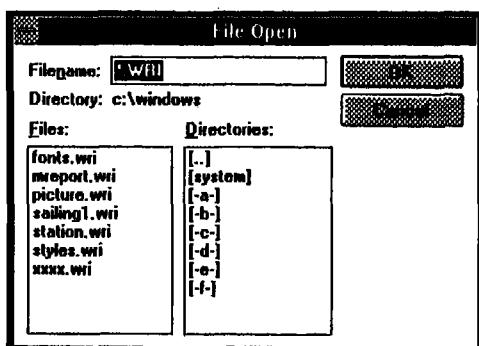 File Open
Filename: *.WRI
OK
Directory: c:\windows
Cancel
Files:
Directories:
fonts.wri
mreport.wri
picture.wri
sailing1.wri
station.wri
styles.wri
xxxx.wri
[..]
[system]
[-a-]
[-b-]
[-c-]
[-d-]
[-e-]
[-f-]